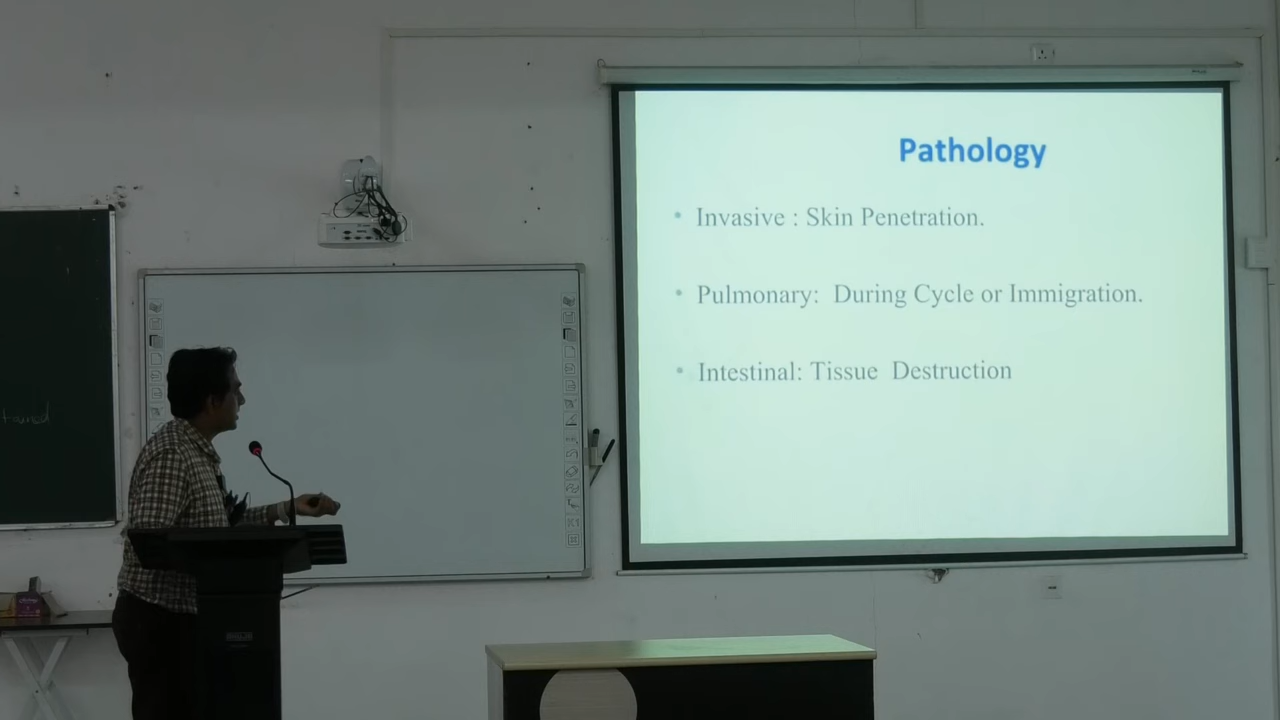 Pathology
• Invasive : Skin Penetration.
• Pulmonary: During Cycle or Immigration.
• Intestinal: Tissue Destruction